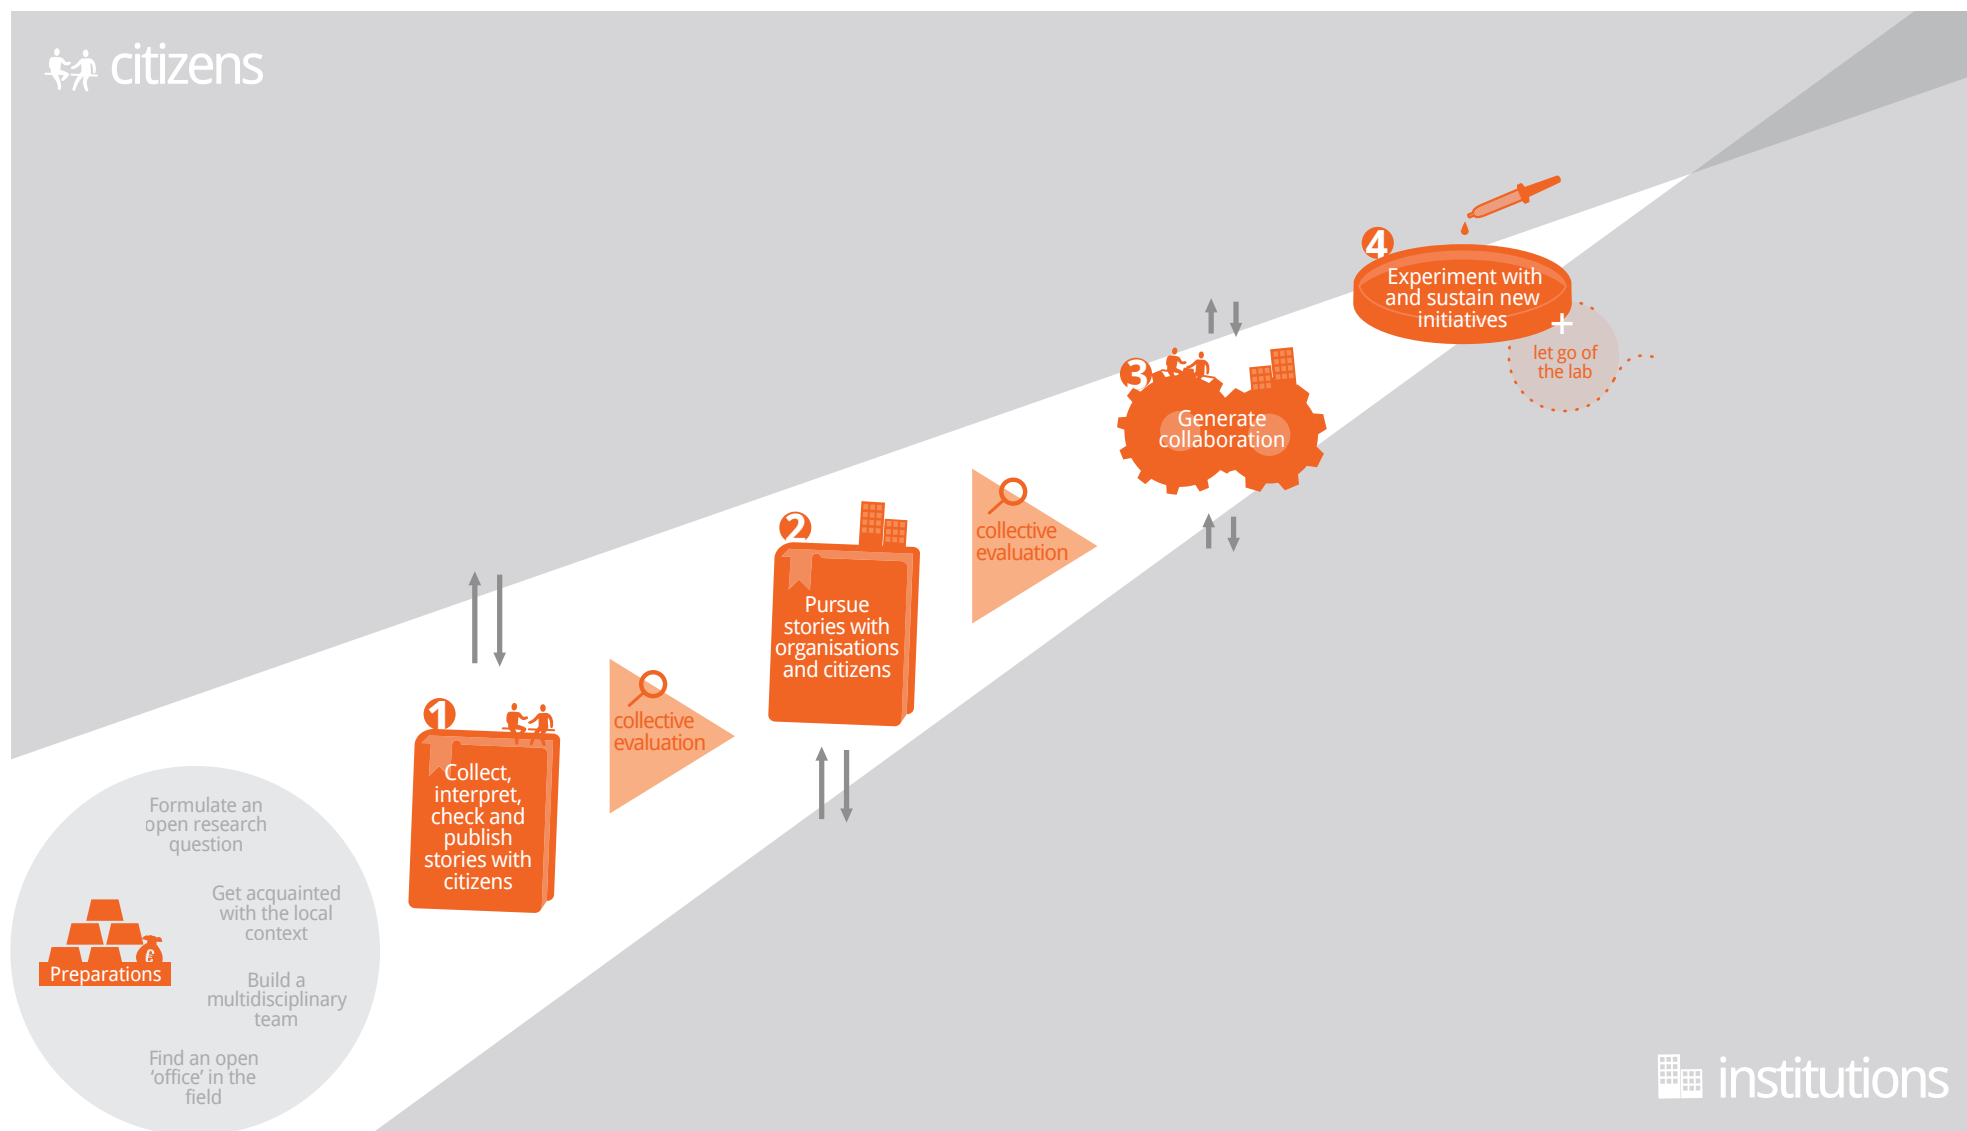 citizens
4
Experiment with
and sustain new
initiatives
+
let go of
the lab
3
Generate
collaboration
collective
evaluation
2
Pursue
stories with
organisations
and citizens
collective
evaluation
1
Collect,
interpret,
check and
publish
stories with
citizens
Formulate an
open research
question
Get acquainted
with the local
context
€
Preparations
Build a
multidisciplinary
team
Find an open
‘office’ in the
field
institutions